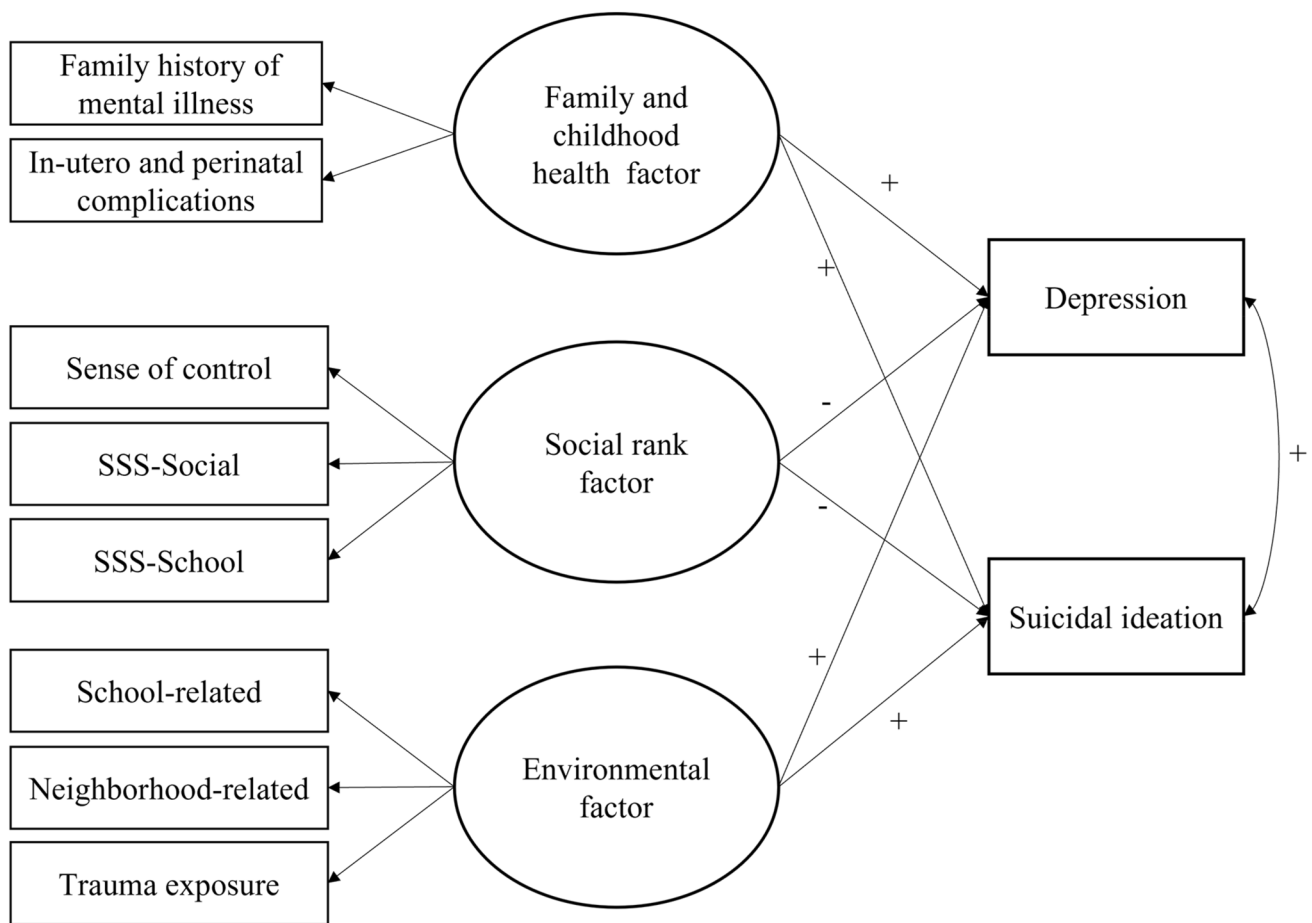 Family history of
mental illness
In-utero and perinatal
complications
Family and
childhood
health factor
+
+
Depression
Sense of control
SSS-Social
SSS-School
Social rank
factor
-
-
+
Suicidal ideation
School-related
Neighborhood-related
Trauma exposure
Environmental
factor
+
+